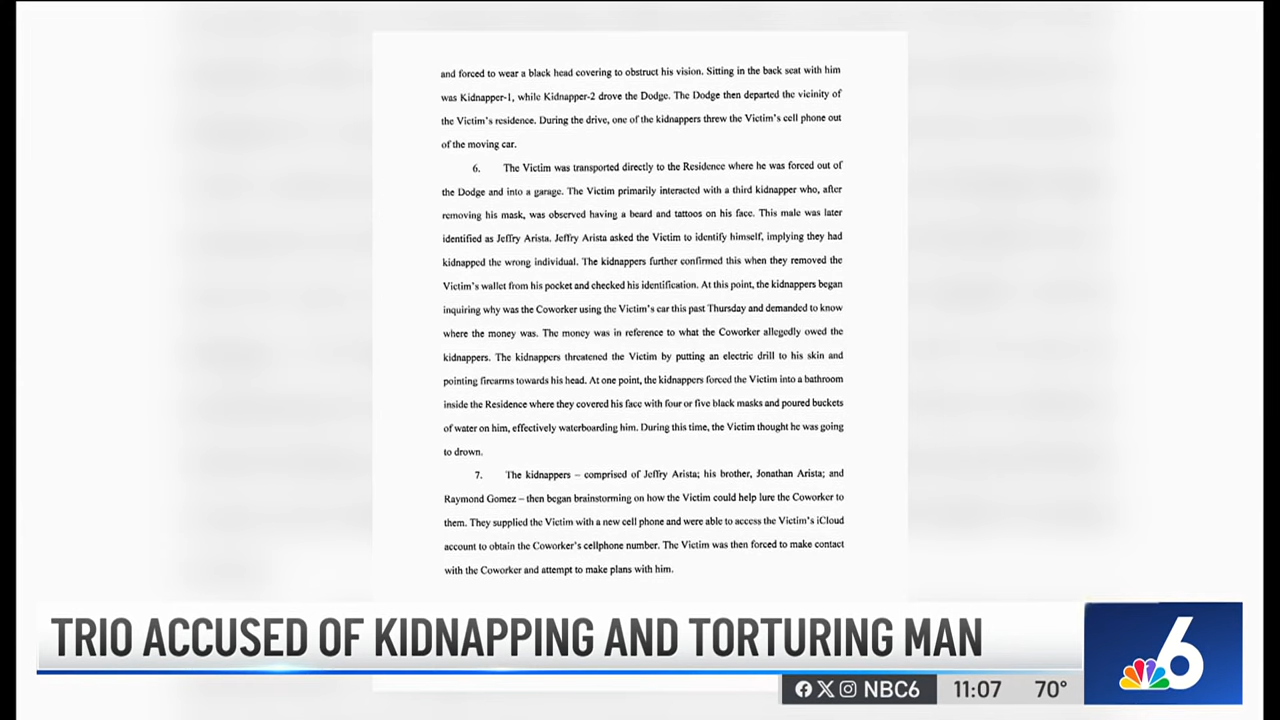 and forced to wear a black head covering to obstruct his vision. Sitting in the back seat with him
was Kidnapper-1, while Kidnapper-2 drove the Dodge. The Dodge then departed the vicinity of
the Victim's residence. During the drive, one of the kidnappers threw the Victim's cell phone out
of the moving car.
6. The Victim was transported directly to the Residence where he was forced out of
the Dodge and into a garage. The Victim primarily interacted with a third kidnapper who, after
removing his mask, was observed having a beard and tattoos on his face. This male was later
identified as Jeffry Arista. Jeffry Arista asked the Victim to identify himself, implying they had
kidnapped the wrong individual. The kidnappers further confirmed this when they removed the
Victim's wallet from his pocket and checked his identification. At this point, the kidnappers began
inquiring why was the Coworker using the Victim's car this past Thursday and demanded to know
where the money was. The money was in reference to what the Coworker allegedly owed the
kidnappers. The kidnappers threatened the Victim by putting an electric drill to his skin and
pointing firearms towards his head. At one point, the kidnappers forced the Victim into a bathroom
inside the Residence where they covered his face with four or five black masks and poured buckets
of water on him, effectively waterboarding him. During this time, the Victim thought he was going
to drown.
7. The kidnappers – comprised of Jeffry Arista; his brother, Jonathan Arista; and
Raymond Gomez – then began brainstorming on how the Victim could help lure the Coworker to
them. They supplied the Victim with a new cell phone and were able to access the Victim's iCloud
account to obtain the Coworker's cellphone number. The Victim was then forced to make contact
with the Coworker and attempt to make plans with him.
TRIO ACCUSED OF KIDNAPPING AND TORTURING MAN
6
NBC6 11:07 70°